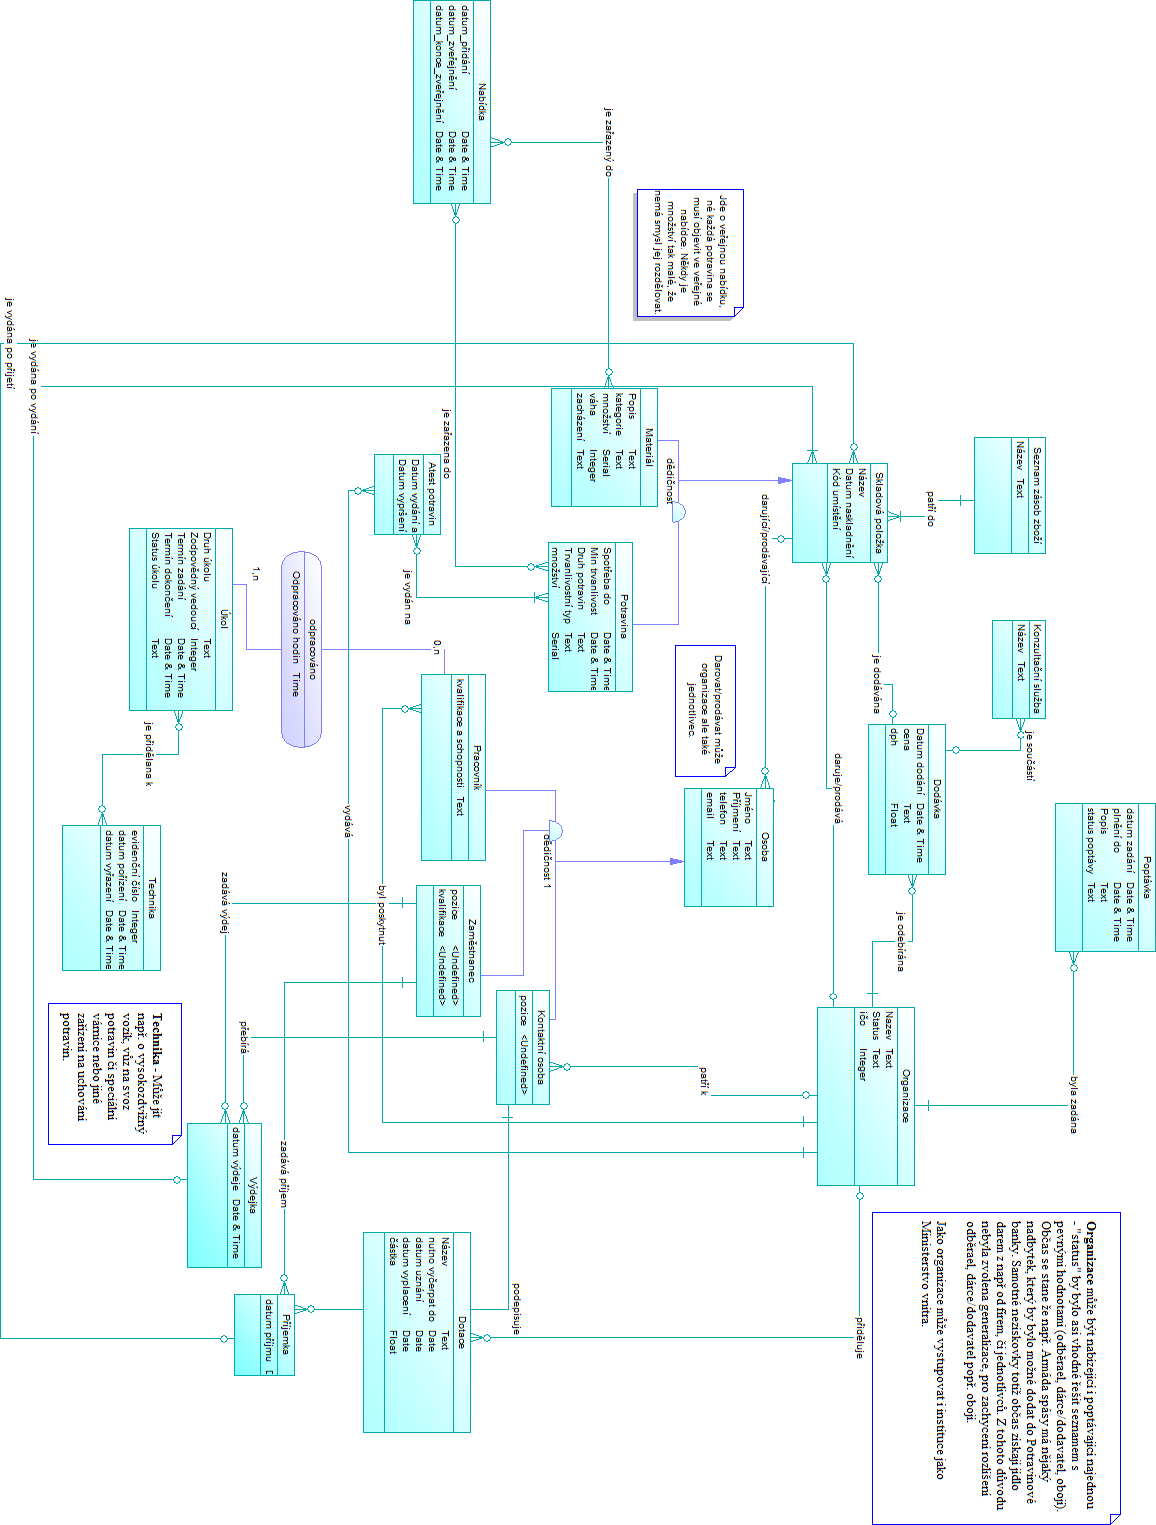 Poptávka
datum zadání Date & Time
plnění do Date & Time
Popis Text
status poptávy Text
byla zadána
Organizace může být nabízející i poptávající najednou
- "status" by bylo asi vhodné řešit seznamem s
pevnými hodnotami (odběrael, dárce/dodavatel, oboji).
Občas se stane že např. Armáda spásy má nějaký
nadbytek, který by bylo možné dodat do Potravinové
banky. Samotné neziskovky totiž občas získají jídlo
darem z např od firem, či jednotlivců. Z tohoto důvodu
nebyla zvolena generalizace, pro zachycení rozlišení
odběrael, dárce/dodavatel popř. oboji.
Jako organizace může vystupovat i instituce jako
Ministerstvo vnitra.
Seznam zásob zboží
Název Text
patří do
Konzultační služba
Název Text
je součástí
Dodávka
Datum dodání Date & Time
cena Text
dph Float
je dodávána
je odebírána
Organizace
Nazev Text
Status Text
ičo Integer
Skladová položka
Název
Datum naskladnění
Kód umístění
daruje/prodává
přiděluje
darující/prodávající
Osoba
Jméno Text
Příjmení Text
telefon Text
email Text
Jde o veřejnou nabídku,
né každá potravina se
musí objevit ve veřejné
nabídce. Někdy je
množství tak malé, že
nemá smysl jej rozdělovat.
Darovat/prodávat může
organizace ale také
jednotlivec.
patří k
dědičnost
Materiál
Popis Text
kategorie Text
množství Serial
váha Integer
zacházení Text
je zařazený do
Potravina
Spotřeba do Date & Time
Min trvanlivost Date & Time
Druh potravin Text
Trvanlivostní typ Text
množství Serial
dědičnost 1
Kontaktní osoba
pozice <Undefined>
podepisuje
Nabídka
datum_přidání Date & Time
datum_zveřejnění Date & Time
datum_konce_zveřejnění Date & Time
je zařazena do
Pracovník
kvalifikace a schopnosti Text
Zaměstnanec
pozice <Undefined>
kvalifikace <Undefined>
Dotace
Název Text
nutno vyčerpat do Date
datum uznání Date
datum vyplacení Date
částka Float
Atest potravin
Datum vydání a
Datum vypršení
je vydán na
0,n
byl poskytnut
vydává
odpracováno
Odpracováno hodin Time
1,n
Úkol
Druh úkolu Text
Zodpovědný vedoucí Integer
Termín zadání Date & Time
Termín dokončení Date & Time
Status úkolu Text
je přidělana k
zadává příjem
Příjemka
datum příjmu D
přebírá
zadává výdej
Výdejka
datum výdeje Date & Time
Technika
evidenční číslo Integer
datum pořízení Date & Time
datum vyřazení Date & Time
Technika - Může jít
např. o vysokozdvižný
vozík, vůz na svoz
potravin či speciální
várnice nebo jiné
zařízení na uchování
potravin.
je vydána po vydání
je vydána po přijetí